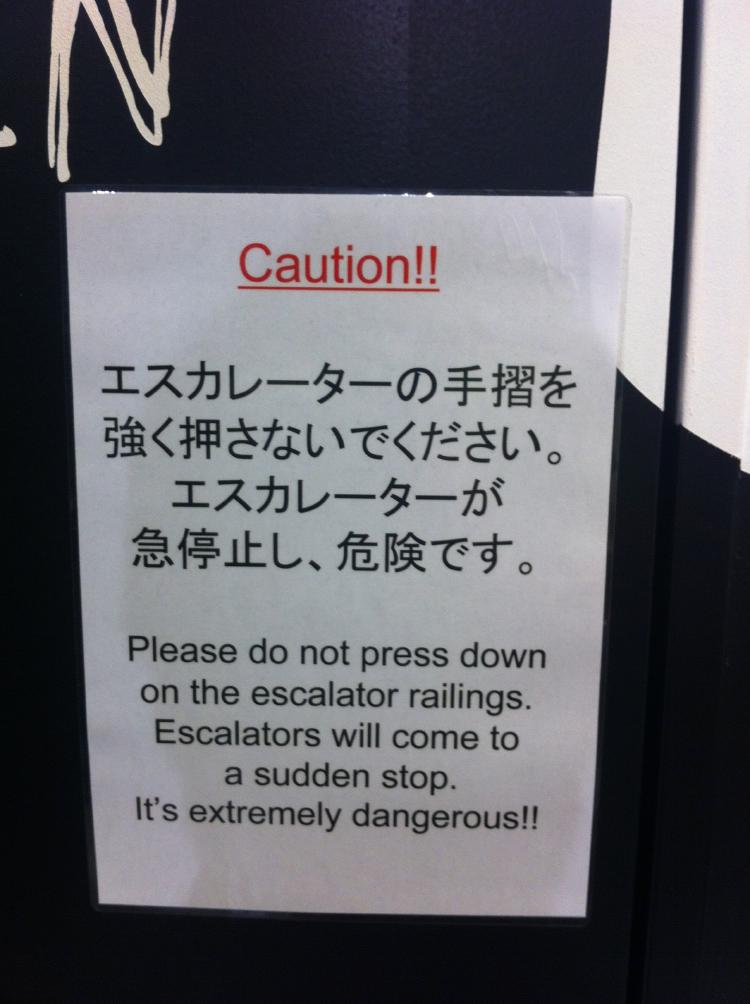 N
Caution!!
エスカレーターの手摺を
強く押さないでください。
エスカレーターが
急停止し、危険です。
Please do not press down
on the escalator railings.
Escalators will come to
a sudden stop.
It's extremely dangerous!!